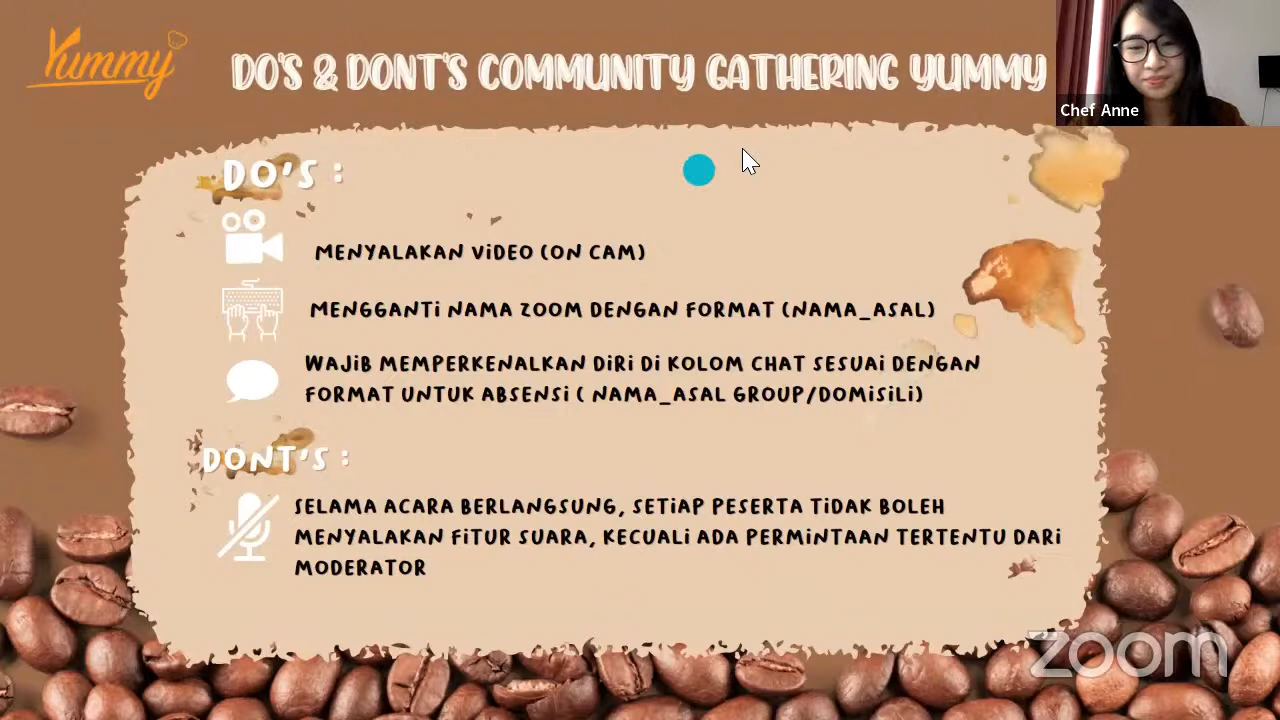 Yummy
DO'S & DONT'S COMMUNITY GATHERING YUMMY
Chef Anne
DO'S :
MENYALAKAN VIDEO (ON CAM)
MENGGANTI NAMA ZOOM DENGAN FORMAT (NAMA_ASAL)
WAJIB MEMPERKENALKAN DIRI DI KOLOM CHAT SESUAI DENGAN
FORMAT UNTUK ABSENSI ( NAMA_ASAL GROUP/DOMISILI)
DONT'S :
SELAMA ACARA BERLANGSUNG, SETIAP PESERTA TIDAK BOLEH
MENYALAKAN FITUR SUARA, KECUALI ADA PERMINTAAN TERTENTU DARI
MODERATOR
zoom